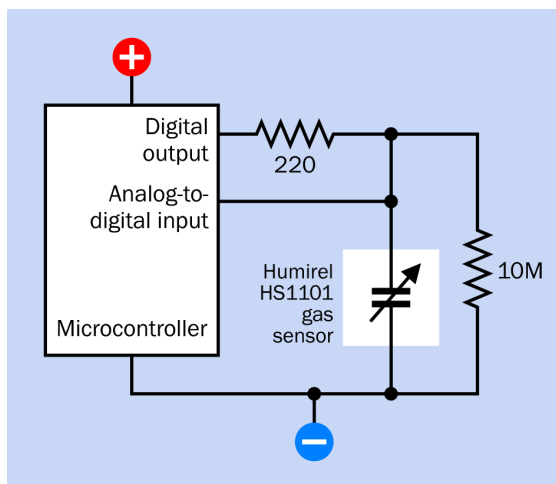 +
Digital
output
220
Analog-to-
digital input
Humirel
HS1101
gas
sensor
10M
Microcontroller
−